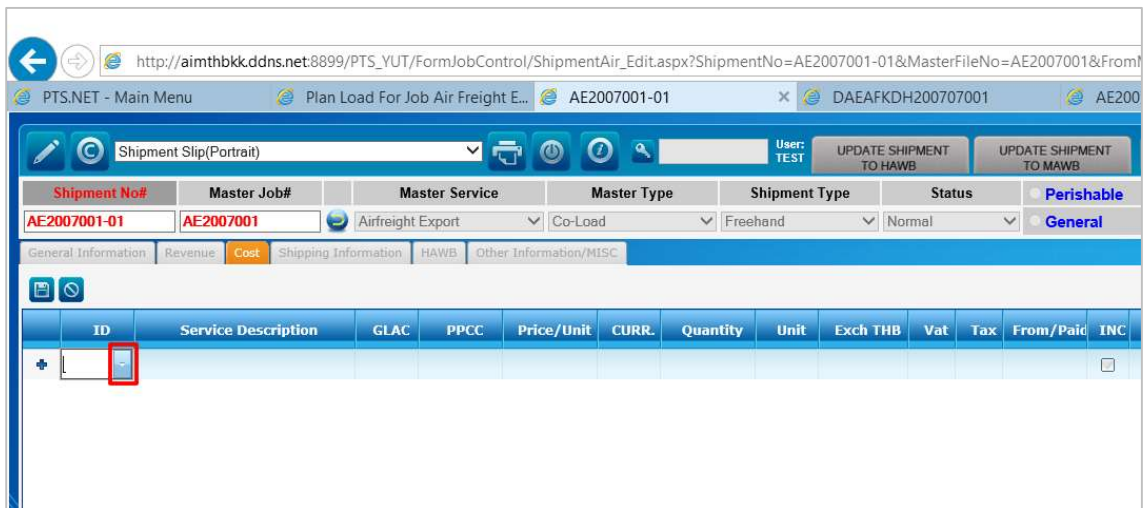 http://aimthbkk.ddns.net:8899/PTS_YUT/FormJobControl/ShipmentAir_Edit.aspx?ShipmentNo=AE2007001-01&MasterFileNo=AE2007001&From
PTS.NET - Main Menu Plan Load For Job Air Freight E... AE2007001-01 × DAEAFKDH200707001 AE200
Shipment Slip(Portrait) User: TEST UPDATE SHIPMENT TO HAWB UPDATE SHIPMENT TO MAWB
Shipment No# Master Job# Master Service Master Type Shipment Type Status Perishable
AE2007001-01 AE2007001 Airfreight Export Co-Load Freehand Normal General
General Information Revenue Cost Shipping Information HAWB Other Information/MISC
ID Service Description GLAC PPCC Price/Unit CURR. Quantity Unit Exch THB Vat Tax From/Paid INC